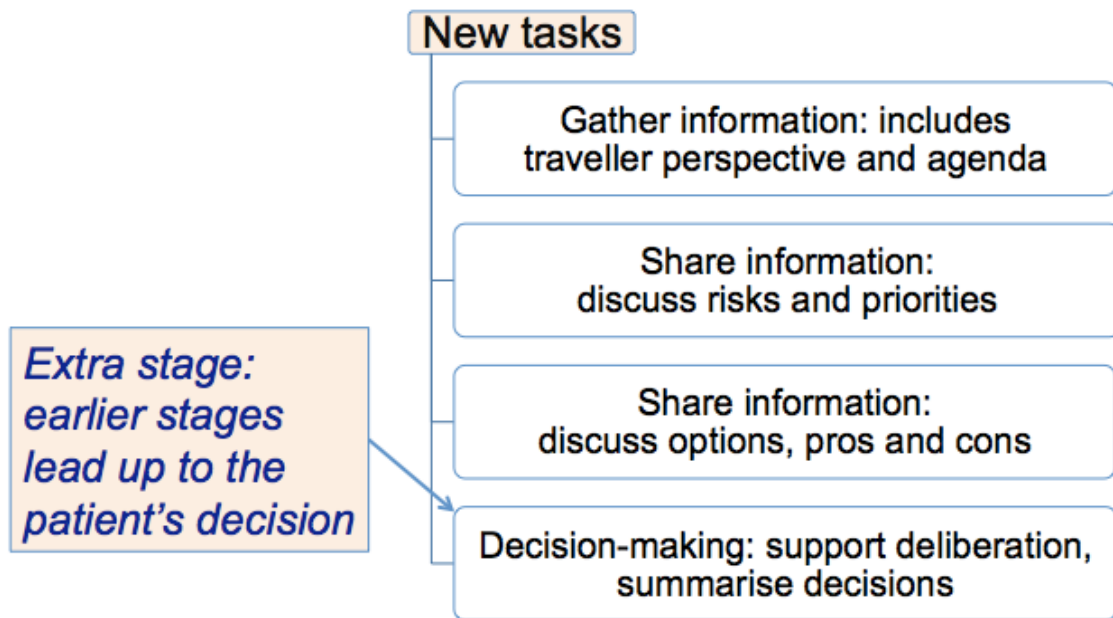 New tasks
Gather information: includes
traveller perspective and agenda
Share information:
discuss risks and priorities
Share information:
discuss options, pros and cons
Extra stage:
earlier stages
lead up to the
patient's decision
Decision-making: support deliberation,
summarise decisions